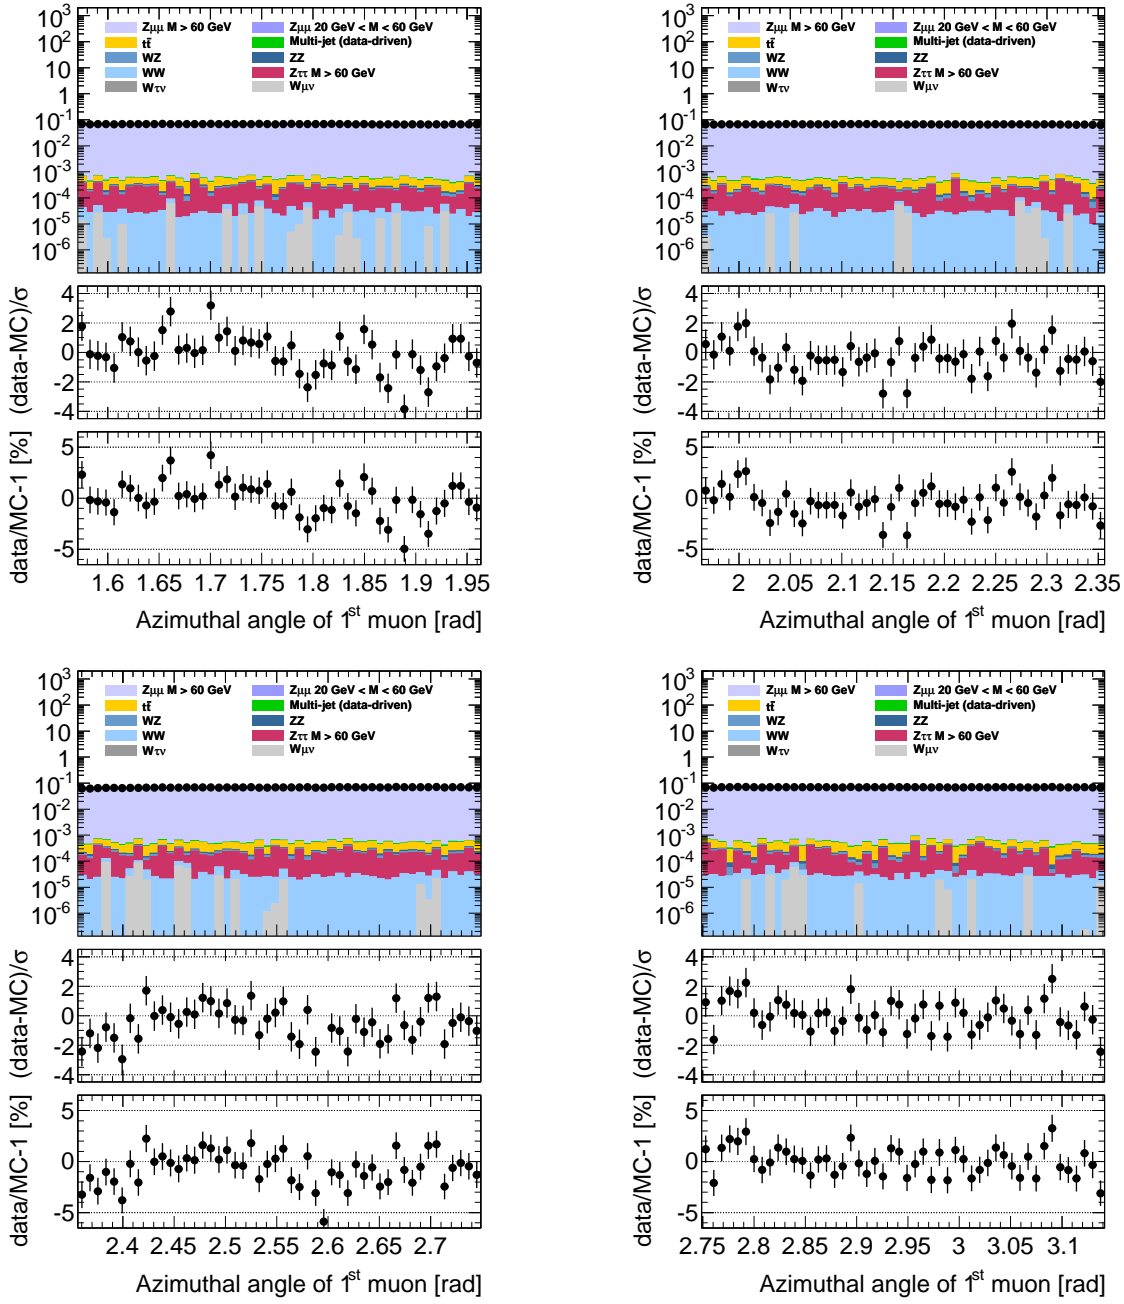 10³
10²
10
1
10⁻¹
10⁻²
10⁻³
10⁻⁴
10⁻⁵
10⁻⁶
Zμμ M > 60 GeV
Zμμ 20 GeV < M < 60 GeV
tt̄
Multi-jet (data-driven)
WZ
ZZ
WW
Zττ M > 60 GeV
Wτν
Wμν
(data-MC)/σ
4
2
0
-2
-4
data/MC-1 [%]
5
0
-5
1.6 1.65 1.7 1.75 1.8 1.85 1.9 1.95
Azimuthal angle of 1st muon [rad]
10³
10²
10
1
10⁻¹
10⁻²
10⁻³
10⁻⁴
10⁻⁵
10⁻⁶
Zμμ M > 60 GeV
Zμμ 20 GeV < M < 60 GeV
tt̄
Multi-jet (data-driven)
WZ
ZZ
WW
Zττ M > 60 GeV
Wτν
Wμν
(data-MC)/σ
4
2
0
-2
-4
data/MC-1 [%]
5
0
-5
2 2.05 2.1 2.15 2.2 2.25 2.3 2.35
Azimuthal angle of 1st muon [rad]
10³
10²
10
1
10⁻¹
10⁻²
10⁻³
10⁻⁴
10⁻⁵
10⁻⁶
Zμμ M > 60 GeV
Zμμ 20 GeV < M < 60 GeV
tt̄
Multi-jet (data-driven)
WZ
ZZ
WW
Zττ M > 60 GeV
Wτν
Wμν
(data-MC)/σ
4
2
0
-2
-4
data/MC-1 [%]
5
0
-5
2.4 2.45 2.5 2.55 2.6 2.65 2.7
Azimuthal angle of 1st muon [rad]
10³
10²
10
1
10⁻¹
10⁻²
10⁻³
10⁻⁴
10⁻⁵
10⁻⁶
Zμμ M > 60 GeV
Zμμ 20 GeV < M < 60 GeV
tt̄
Multi-jet (data-driven)
WZ
ZZ
WW
Zττ M > 60 GeV
Wτν
Wμν
(data-MC)/σ
4
2
0
-2
-4
data/MC-1 [%]
5
0
-5
2.75 2.8 2.85 2.9 2.95 3 3.05 3.1
Azimuthal angle of 1st muon [rad]